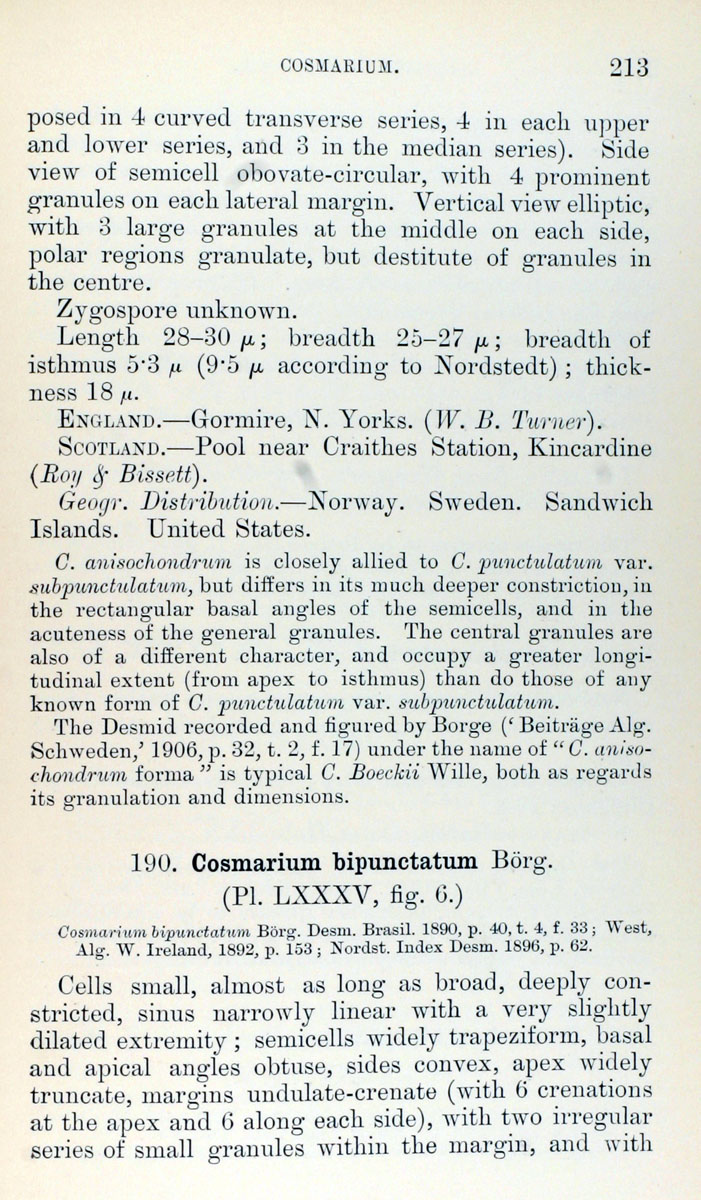 COSMARIUM. 213
posed in 4 curved transverse series, 4 in each upper
and lower series, and 3 in the median series). Side
view of semicell obovate-circular, with 4 prominent
granules on each lateral margin. Vertical view elliptic,
with 3 large granules at the middle on each side,
polar regions granulate, but destitute of granules in
the centre.
Zygospore unknown.
Length 28–30 μ; breadth 25–27 μ; breadth of
isthmus 5·3 μ (9·5 μ according to Nordstedt); thick-
ness 18 μ.
ENGLAND.—Gormire, N. Yorks. (W. B. Turner).
SCOTLAND.—Pool near Craithes Station, Kincardine
(Roy & Bissett).
Geogr. Distribution.—Norway. Sweden. Sandwich
Islands. United States.
C. anisochondrum is closely allied to C. punctulatum var.
subpunctulatum, but differs in its much deeper constriction, in
the rectangular basal angles of the semicells, and in the
acuteness of the general granules. The central granules are
also of a different character, and occupy a greater longi-
tudinal extent (from apex to isthmus) than do those of any
known form of C. punctulatum var. subpunctulatum.
The Desmid recorded and figured by Borge (‘Beiträge Alg.
Schweden,’ 1906, p. 32, t. 2, f. 17) under the name of “C. aniso-
chondrum forma” is typical C. Boeckii Wille, both as regards
its granulation and dimensions.
190. Cosmarium bipunctatum Börg.
(Pl. LXXXV, fig. 6.)
Cosmarium bipunctatum Börg. Desm. Brasil. 1890, p. 40, t. 4, f. 33; West,
Alg. W. Ireland, 1892, p. 153; Nordst. Index Desm. 1896, p. 62.
Cells small, almost as long as broad, deeply con-
stricted, sinus narrowly linear with a very slightly
dilated extremity; semicells widely trapeziform, basal
and apical angles obtuse, sides convex, apex widely
truncate, margins undulate-crenate (with 6 crenations
at the apex and 6 along each side), with two irregular
series of small granules within the margin, and with